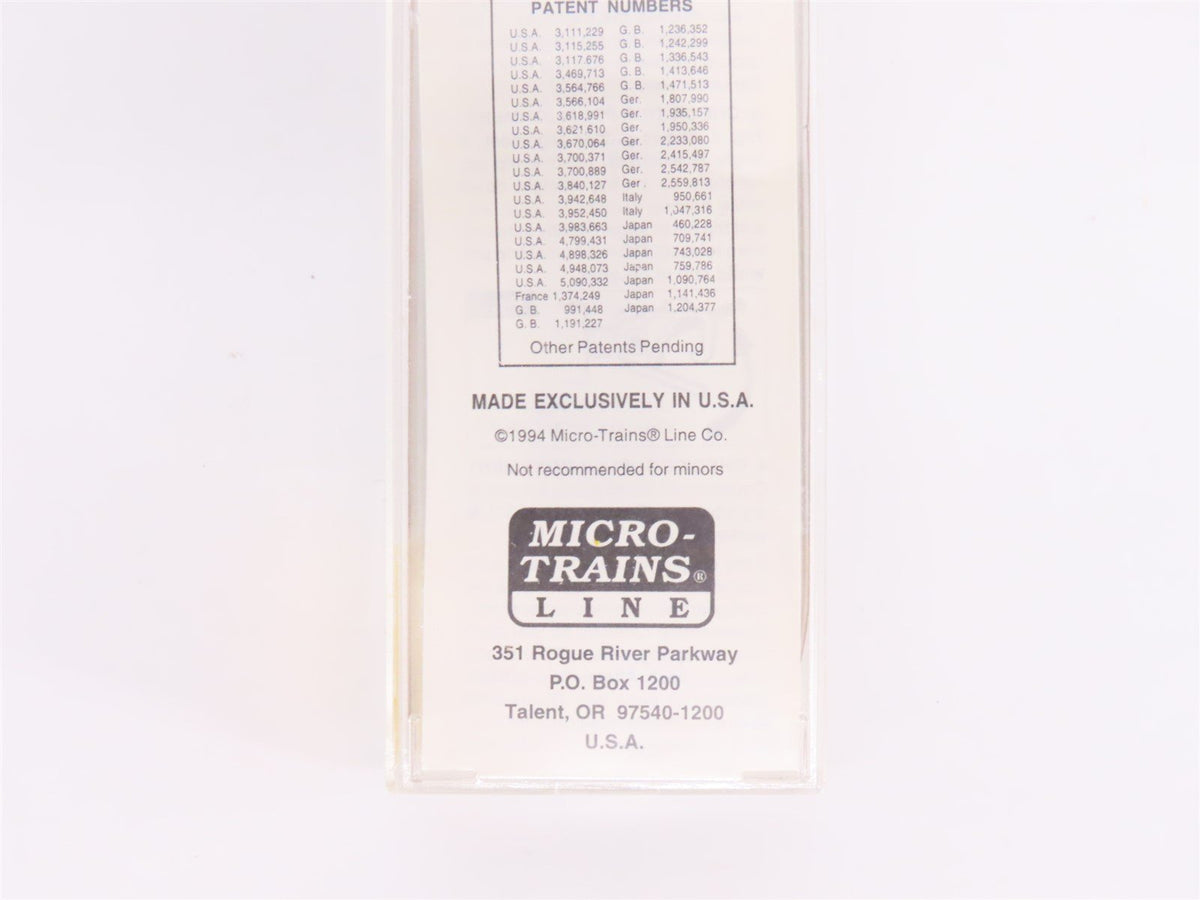 PATENT NUMBERS
U.S.A. 3,111,229 G. B. 1,236,352
U.S.A. 3,115,255 G. B. 1,242,299
U.S.A. 3,117,676 G. B. 1,336,543
U.S.A. 3,469,713 G. B. 1,413,646
U.S.A. 3,564,766 G. B. 1,471,513
U.S.A. 3,566,104 Ger. 1,807,990
U.S.A. 3,618,991 Ger. 1,935,157
U.S.A. 3,621,610 Ger. 1,950,336
U.S.A. 3,670,064 Ger. 2,233,080
U.S.A. 3,700,371 Ger. 2,415,497
U.S.A. 3,700,889 Ger. 2,542,787
U.S.A. 3,840,127 Ger. 2,559,813
U.S.A. 3,942,648 Italy 950,661
U.S.A. 3,952,450 Italy 1,047,316
U.S.A. 3,983,663 Japan 460,228
U.S.A. 4,799,431 Japan 709,741
U.S.A. 4,898,326 Japan 743,028
U.S.A. 4,948,073 Japan 759,786
U.S.A. 5,090,332 Japan 1,090,764
France 1,374,249 Japan 1,141,436
G. B. 991,448 Japan 1,204,377
G. B. 1,191,227
Other Patents Pending
MADE EXCLUSIVELY IN U.S.A.
©1994 Micro-Trains® Line Co.
Not recommended for minors
MICRO-
TRAINS®
LINE
351 Rogue River Parkway
P.O. Box 1200
Talent, OR 97540-1200
U.S.A.